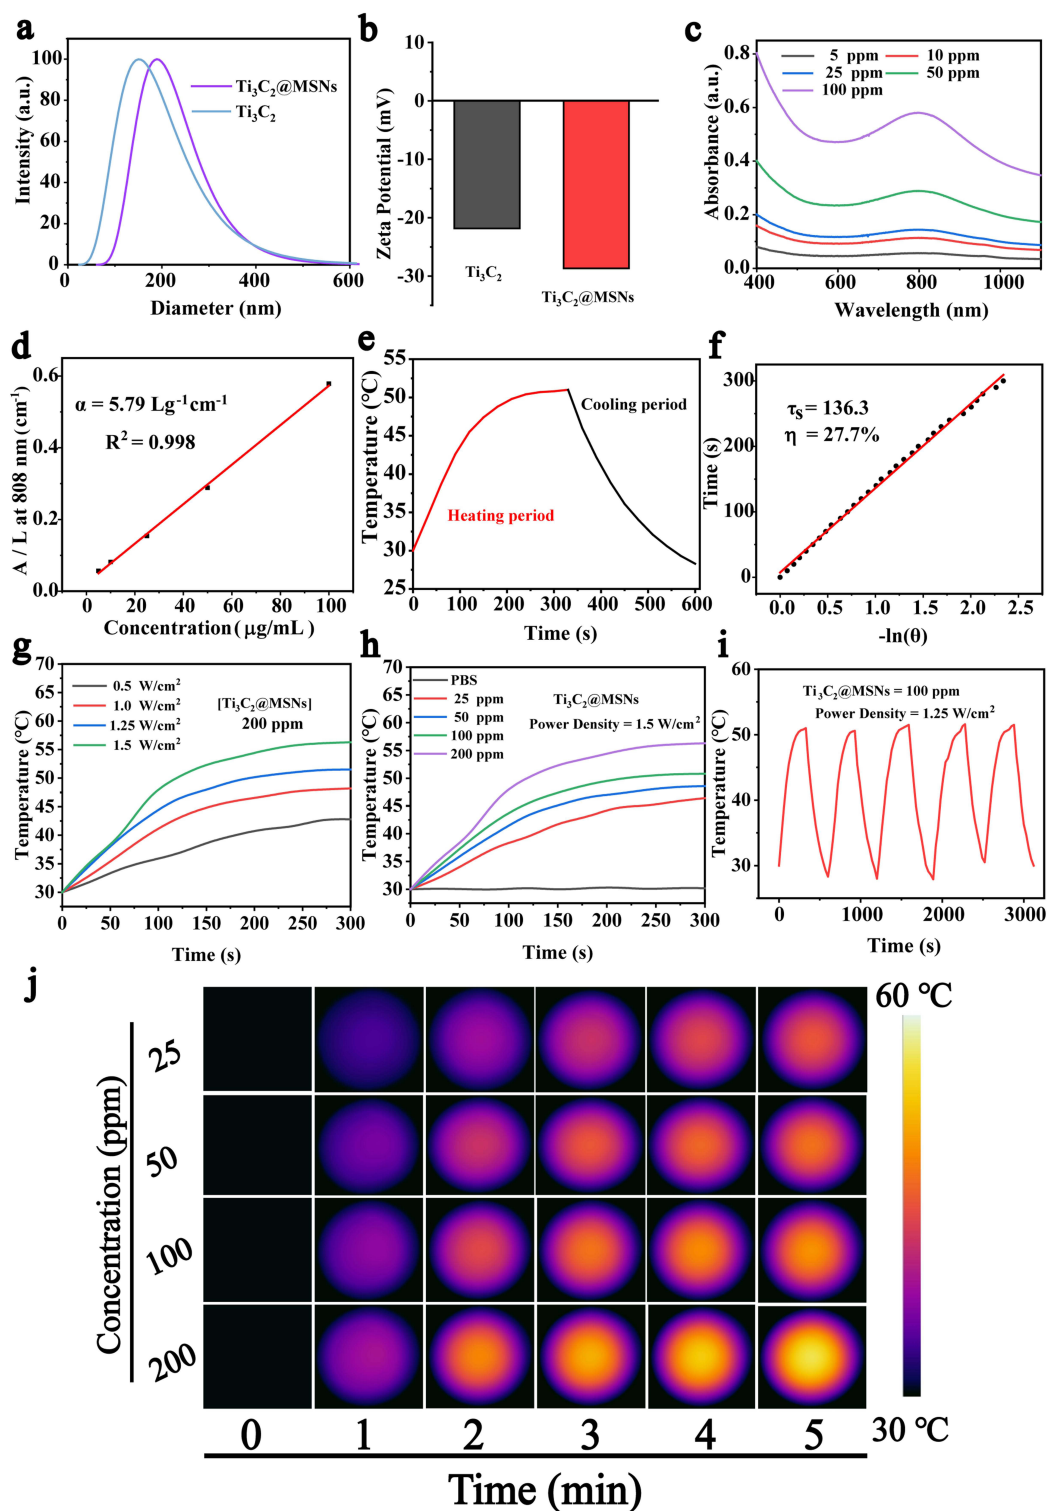 a
Intensity (a.u.)
100
80
60
40
20
0
Ti₃C₂@MSNs
Ti₃C₂
0 200 400 600
Diameter (nm)
b
Zeta Potential (mV)
10
0
-10
-20
-30
Ti₃C₂
Ti₃C₂@MSNs
c
Absorbance (a.u.)
0.8
0.6
0.4
0.2
0.0
5 ppm 10 ppm
25 ppm 50 ppm
100 ppm
400 600 800 1000
Wavelength (nm)
d
A / L at 808 nm (cm⁻¹)
0.6
0.4
0.2
0.0
α = 5.79 Lg⁻¹cm⁻¹
R² = 0.998
0 20 40 60 80 100
Concentration ( μg/mL )
e
Temperature (℃)
55
50
45
40
35
30
25
Cooling period
Heating period
0 100 200 300 400 500 600
Time (s)
f
Time (s)
300
200
100
0
τs = 136.3
η = 27.7%
0.0 0.5 1.0 1.5 2.0 2.5
-ln(θ)
g
Temperature (℃)
70
65
60
55
50
45
40
35
30
0.5 W/cm²
1.0 W/cm²
1.25 W/cm²
1.5 W/cm²
[Ti₃C₂@MSNs]
200 ppm
0 50 100 150 200 250 300
Time (s)
h
Temperature (℃)
70
65
60
55
50
45
40
35
30
25
PBS
25 ppm
50 ppm
100 ppm
200 ppm
Ti₃C₂@MSNs
Power Density = 1.5 W/cm²
0 50 100 150 200 250 300
Time (s)
i
Temperature (℃)
60
50
40
30
Ti₃C₂@MSNs = 100 ppm
Power Density = 1.25 W/cm²
0 1000 2000 3000
Time (s)
j
Concentration (ppm)
25
50
100
200
60 ℃
30 ℃
0 1 2 3 4 5
Time (min)